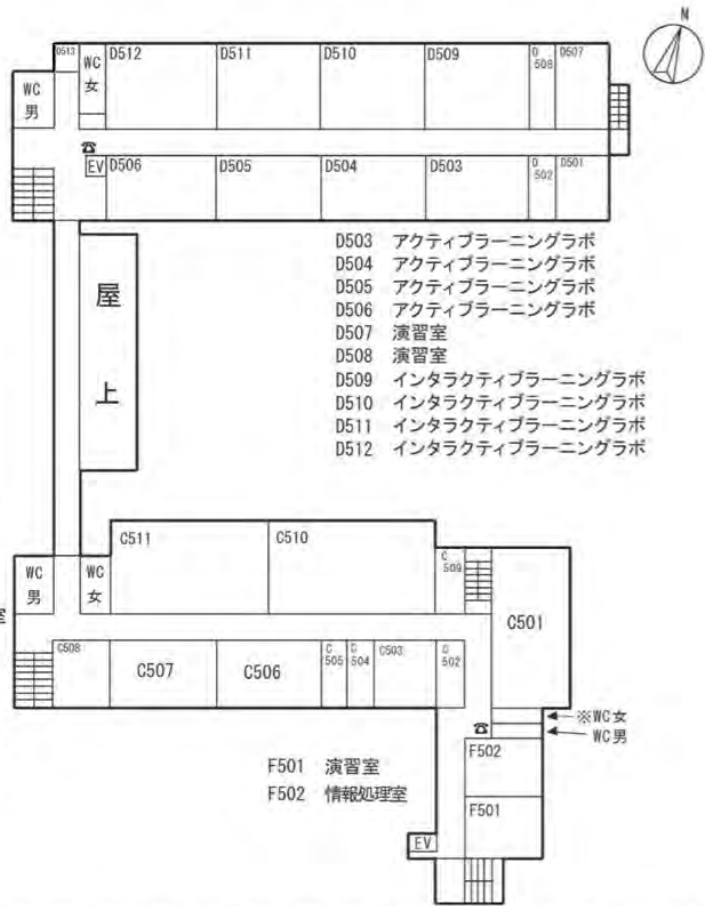 N
D513
WC
女
D512
D511
D510
D509
D
508
D507
WC
男
EV
D506
D505
D504
D503
D
502
D501
屋
上
D503 アクティブラーニングラボ
D504 アクティブラーニングラボ
D505 アクティブラーニングラボ
D506 アクティブラーニングラボ
D507 演習室
D508 演習室
D509 インタラクティブラーニングラボ
D510 インタラクティブラーニングラボ
D511 インタラクティブラーニングラボ
D512 インタラクティブラーニングラボ
C511
C510
WC
男
WC
女
C
509
C501
C508
C507
C506
C
505
C
504
C503
C
502
※WC女
WC男
F502
F501 演習室
F502 情報処理室
F501
EV